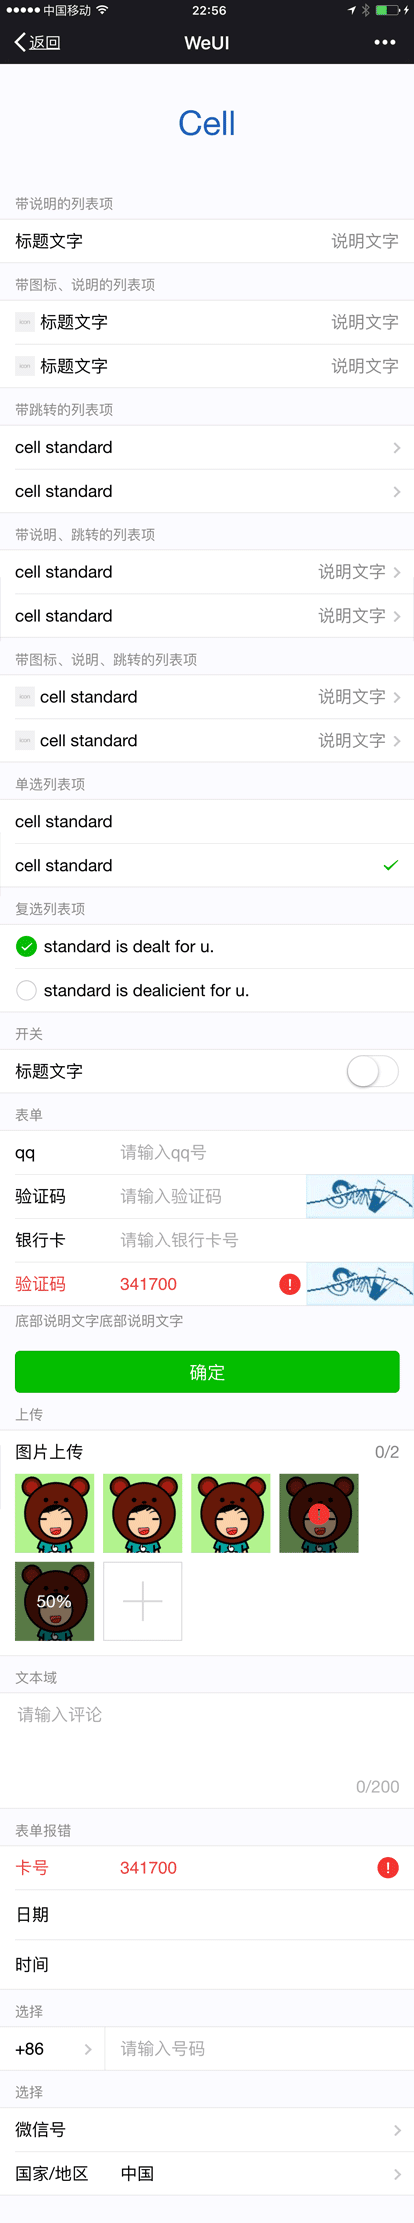 中国移动 22:56
返回 WeUI
Cell
带说明的列表项
标题文字 说明文字
带图标、说明的列表项
标题文字 说明文字
标题文字 说明文字
带跳转的列表项
cell standard
cell standard
带说明、跳转的列表项
cell standard 说明文字
cell standard 说明文字
带图标、说明、跳转的列表项
cell standard 说明文字
cell standard 说明文字
单选列表项
cell standard
cell standard
复选列表项
standard is dealt for u.
standard is dealicient for u.
开关
标题文字
表单
qq 请输入qq号
验证码 请输入验证码
银行卡 请输入银行卡号
验证码 341700
底部说明文字底部说明文字
确定
上传
图片上传 0/2
50%
文本域
请输入评论
0/200
表单报错
卡号 341700
日期
时间
选择
+86 请输入号码
选择
微信号
国家/地区 中国